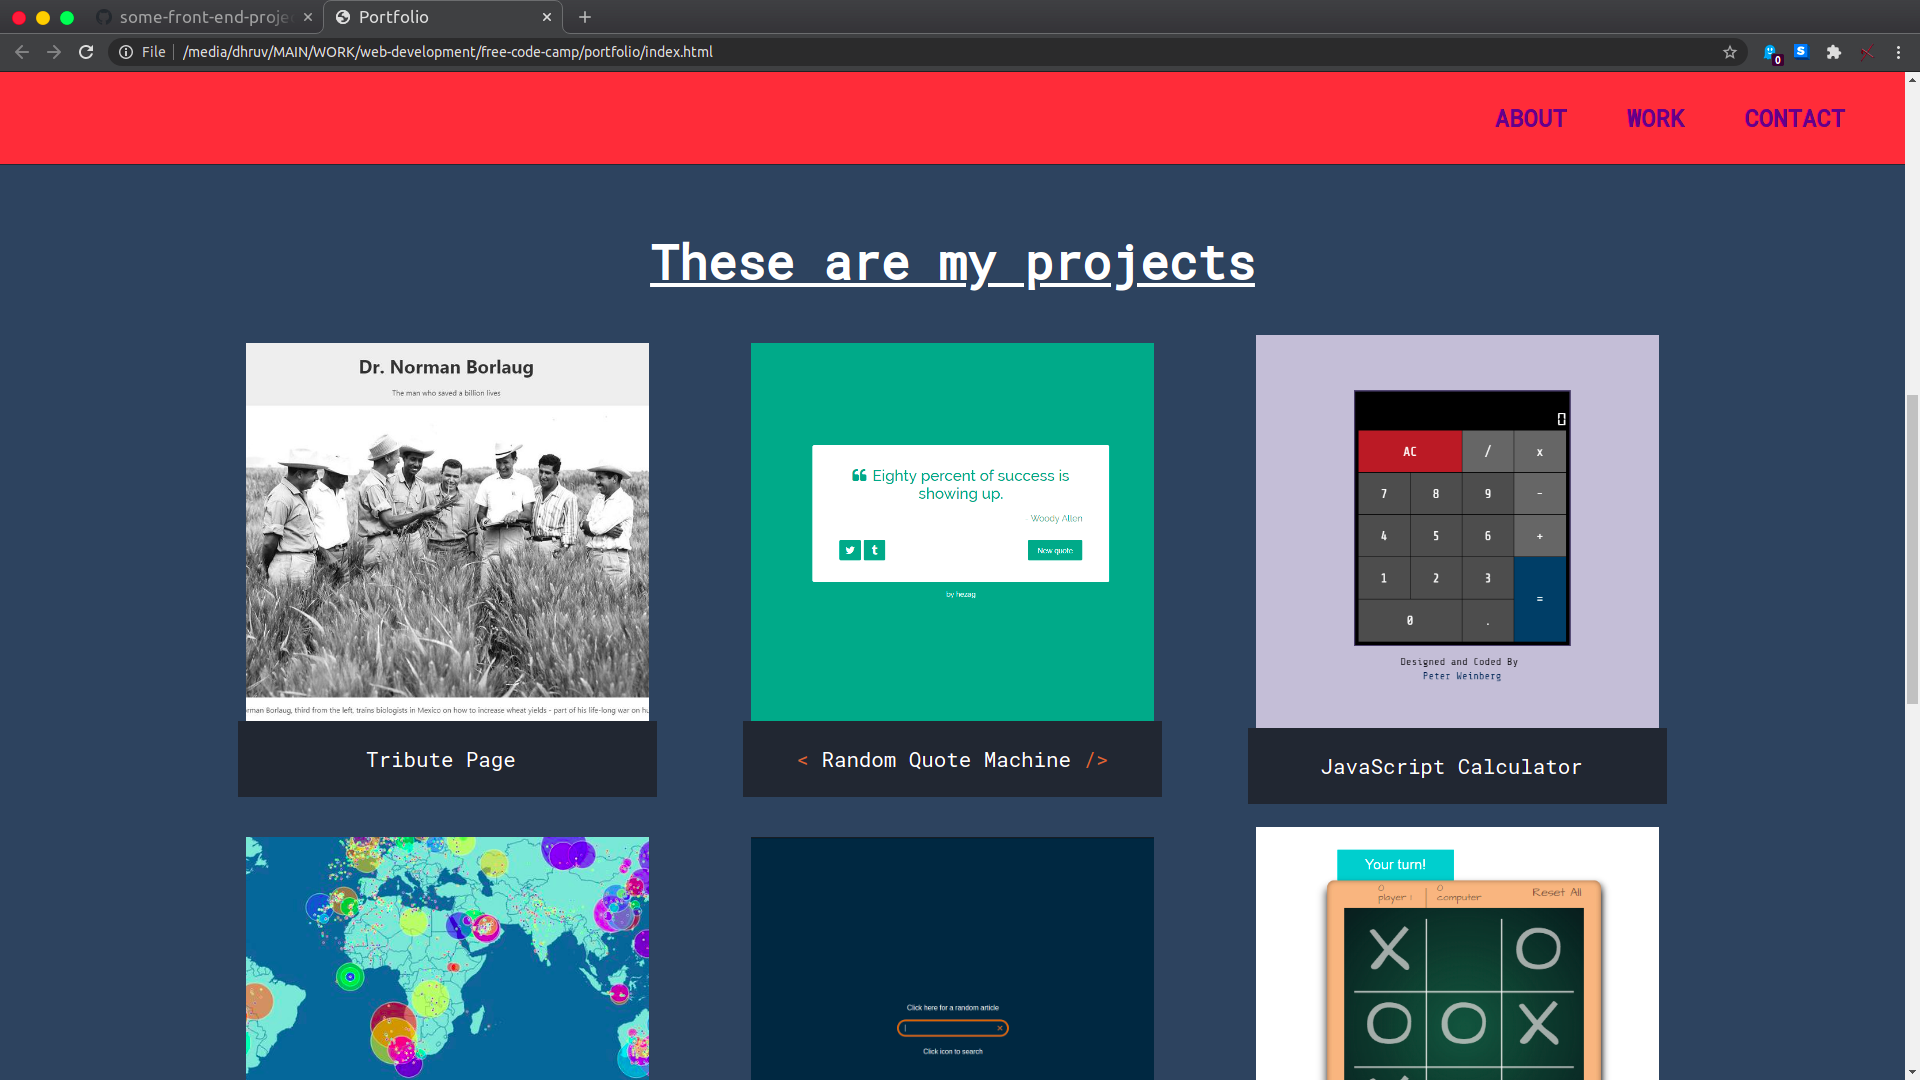 some-front-end-proje
Portfolio
File
/media/dhruv/MAIN/WORK/web-development/free-code-camp/portfolio/index.html
S
0
ABOUT
WORK
CONTACT
These are my projects
Dr. Norman Borlaug
The man who saved a billion lives
rman Borlaug, third from the left, trains biologists in Mexico on how to increase wheat yields - part of his life-long war on hu
Tribute Page
Eighty percent of success is
showing up.
- Woody Allen
New quote
by hezag
< Random Quote Machine />
0
AC / x
7 8 9 -
4 5 6 +
1 2 3
=
0 .
Designed and Coded By
Peter Weinberg
JavaScript Calculator
Click here for a random article
Click icon to search
Your turn!
0 0
player 1 computer Reset All
X O
O O X